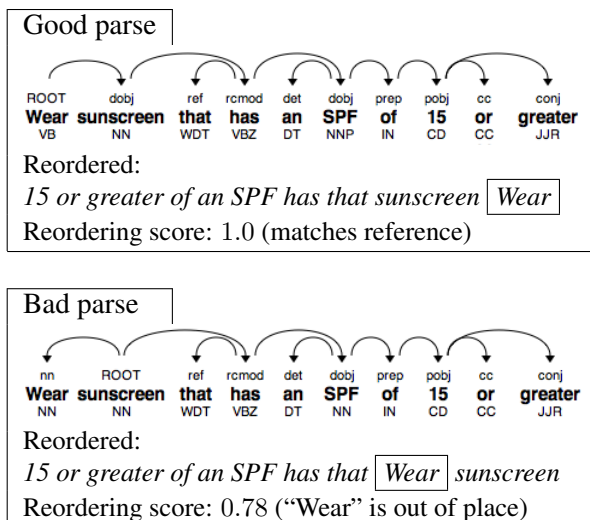 Good parse
ROOT dobj ref rcmod det dobj prep pobj cc conj
Wear sunscreen that has an SPF of 15 or greater
VB NN WDT VBZ DT NNP IN CD CC JJR
Reordered:
15 or greater of an SPF has that sunscreen Wear
Reordering score: 1.0 (matches reference)
Bad parse
nn ROOT ref rcmod det dobj prep pobj cc conj
Wear sunscreen that has an SPF of 15 or greater
NN NN WDT VBZ DT NN IN CD CC JJR
Reordered:
15 or greater of an SPF has that Wear sunscreen
Reordering score: 0.78 (“Wear” is out of place)